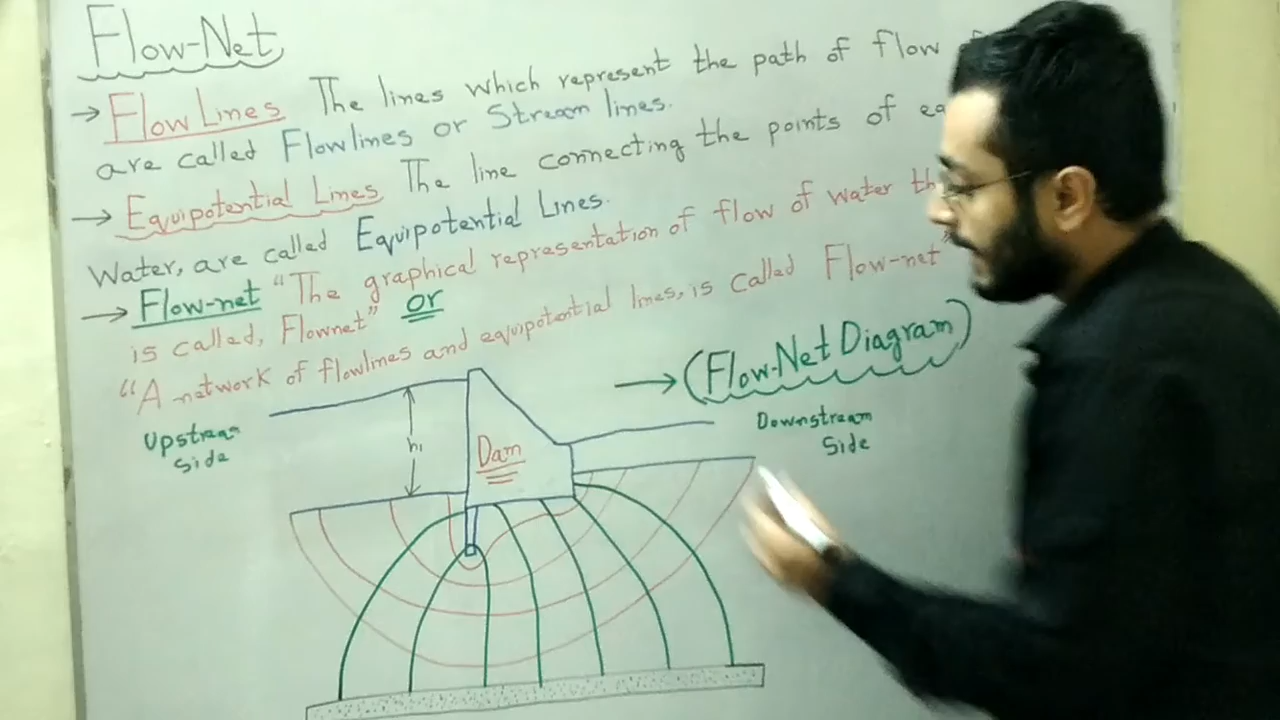 Flow-Net
→ Flow Lines The lines which represent the path of flow
are called Flowlines or Stream lines.
→ Equipotential Lines The line connecting the points of
Water, are called Equipotential Lines.
→ Flow-net "The graphical representation of flow of water
is called, Flownet" or
"A network of flowlines and equipotential lines, is called Flow-net"
→ (Flow-Net Diagram)
Upstream
Side
h₁
Dam
Downstream
Side